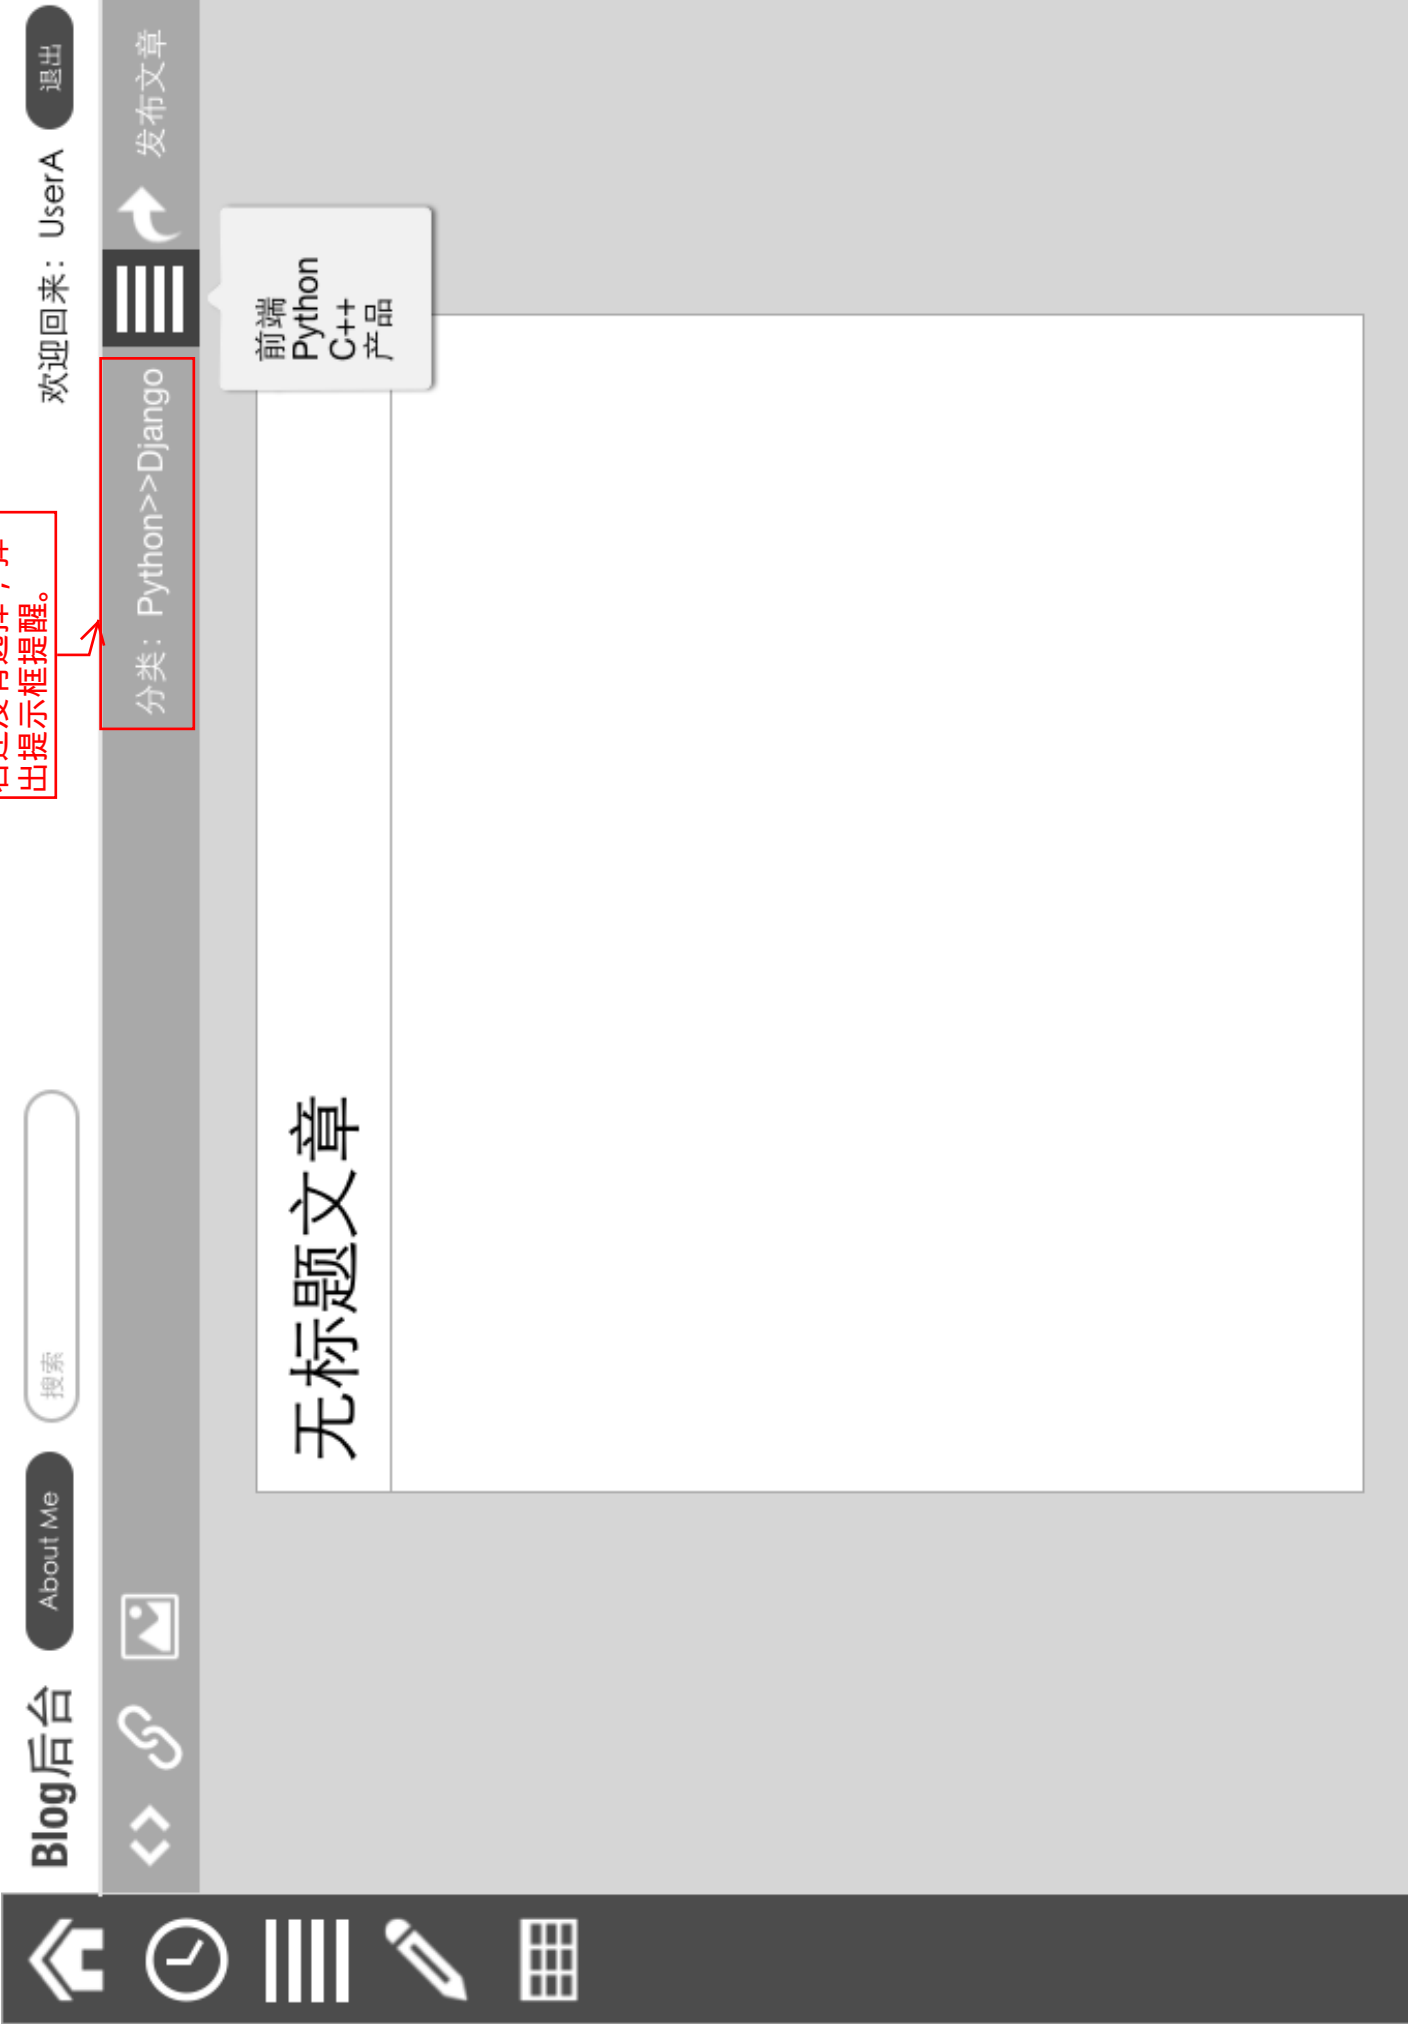 出提示框提醒。
Blog后台
About Me
搜索
欢迎回来：
UserA
退出
分类：
Python>>Django
发布文章
前端
Python
C++
产品
无标题文章